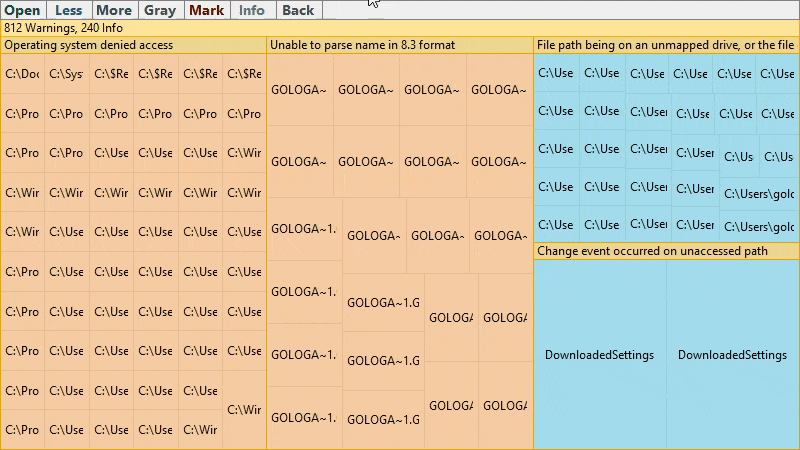 Open Less More Gray Mark Info Back
812 Warnings, 240 Info
Operating system denied access
C:\Doc C:\Sys C:\$Re C:\$Re C:\$Re C:\$Re
C:\Pro C:\Pro C:\Pro C:\Pro C:\Pro C:\Pro
C:\Pro C:\Pro C:\Use C:\Use C:\Use C:\Wir
C:\Wir C:\Wir C:\Wir C:\Wir C:\Wir C:\Wir
C:\Wir C:\Use C:\Use C:\Use C:\Use C:\Use
C:\Pro C:\Use C:\Use C:\Use C:\Use C:\Use
C:\Pro C:\Use C:\Use C:\Use C:\Use C:\Use
C:\Pro C:\Use C:\Use C:\Use C:\Use C:\Use
C:\Pro C:\Use C:\Use C:\Use C:\Use
C:\Wir
C:\Pro C:\Use C:\Use C:\Use C:\Wir
Unable to parse name in 8.3 format
GOLOGA~ GOLOGA~ GOLOGA~ GOLOGA~
GOLOGA~ GOLOGA~ GOLOGA~ GOLOGA~
GOLOGA~1.
GOLOGA~ GOLOGA~ GOLOGA~
GOLOGA~1.
GOLOGA~1.G
GOLOGA GOLOGA
GOLOGA~1.
GOLOGA~1.G
GOLOGA GOLOGA
GOLOGA~1.
GOLOGA~1.G
File path being on an unmapped drive, or the file
C:\Use C:\Use C:\Use C:\Use C:\Use C:\Use
C:\Use C:\Use C:\User C:\Use C:\Use C:\Use
C:\Use C:\Use C:\Use C:\User C:\Us C:\Us
C:\Use C:\Use C:\Use C:\User C:\Users\golc
C:\Use C:\Use C:\User C:\User C:\Users\golc
Change event occurred on unaccessed path
DownloadedSettings DownloadedSettings